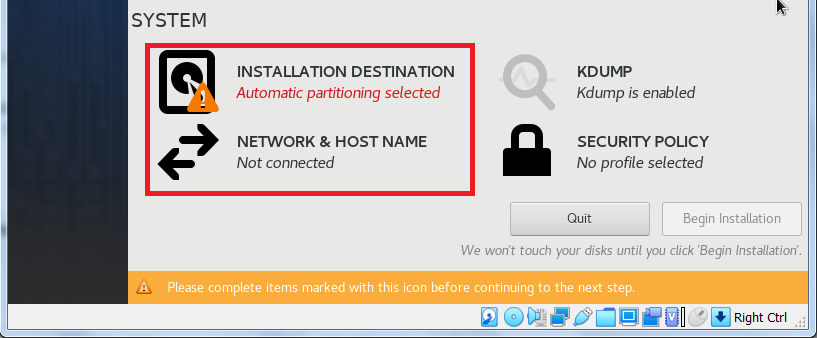 SYSTEM
INSTALLATION DESTINATION
Automatic partitioning selected
KDUMP
Kdump is enabled
NETWORK & HOST NAME
Not connected
SECURITY POLICY
No profile selected
Quit
Begin Installation
We won't touch your disks until you click 'Begin Installation'.
Please complete items marked with this icon before continuing to the next step.
Right Ctrl